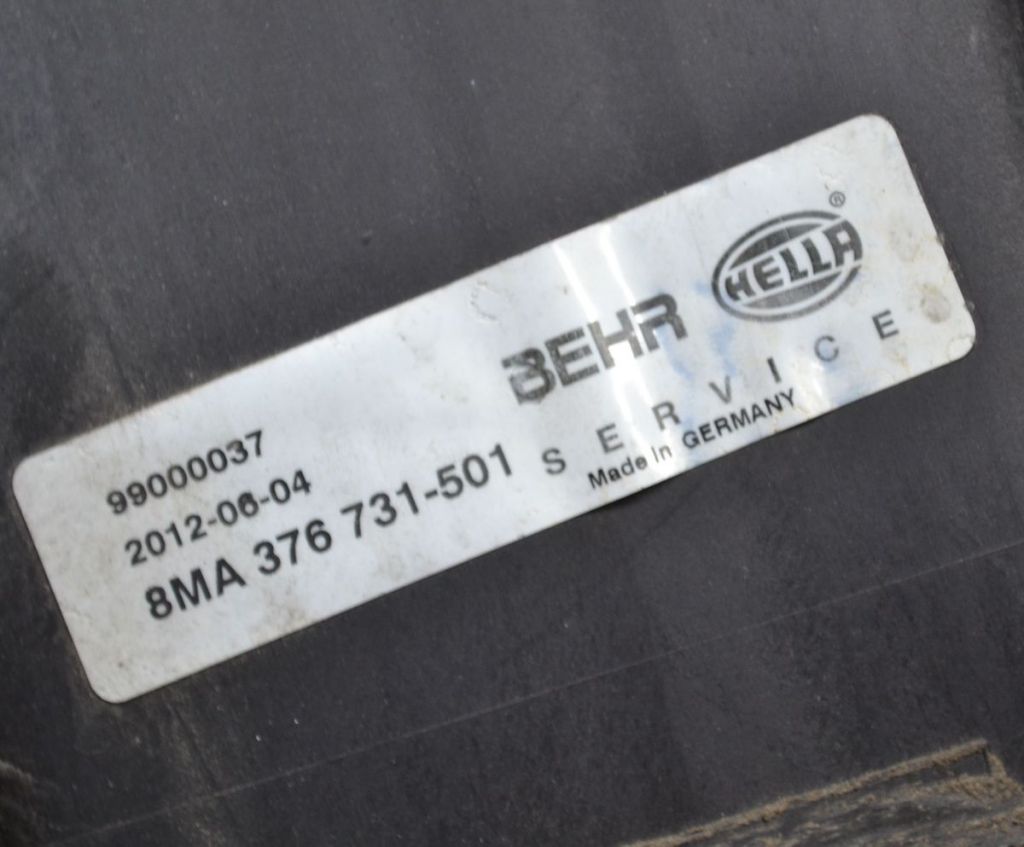 99000037
2012-06-04
8MA 376 731-501
BEHR HELLA®
SERVICE
Made In GERMANY